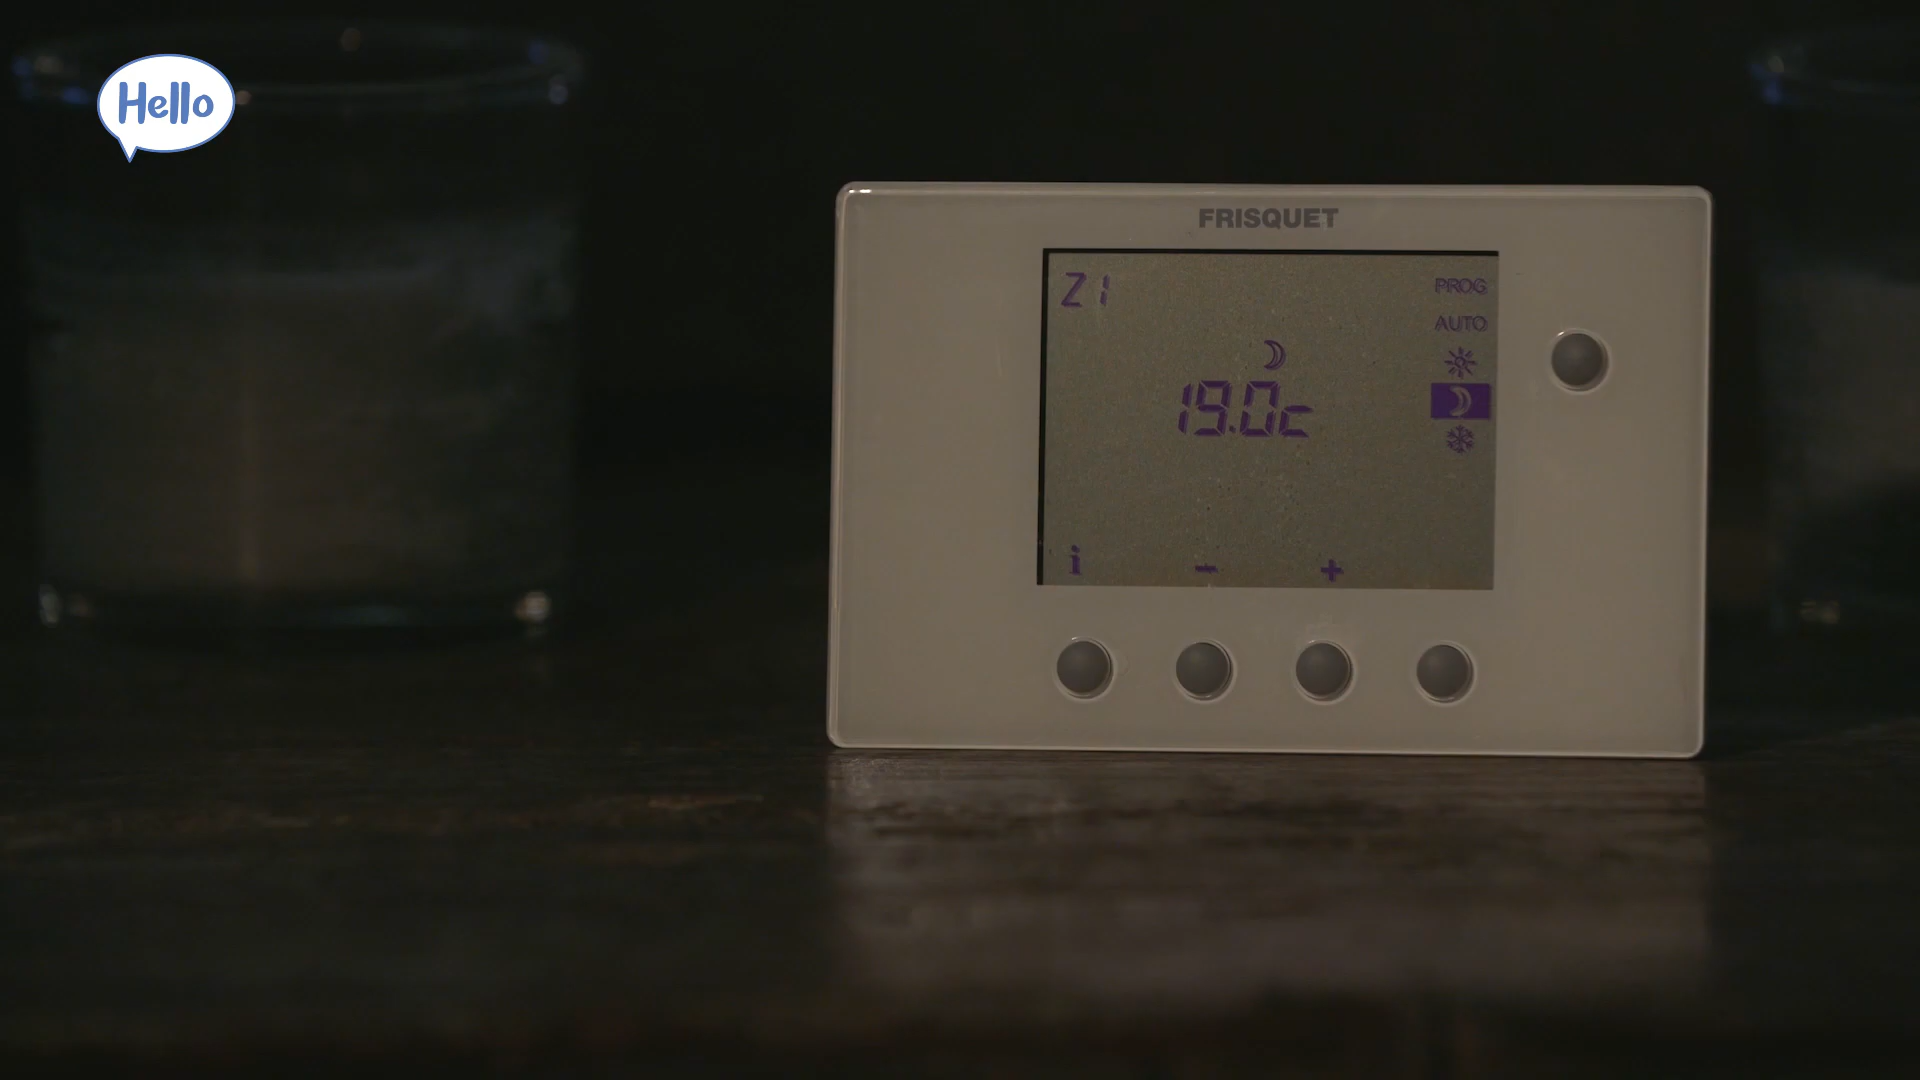 Hello
FRISQUET
Z1
PROG
AUTO
19.0c
i - +